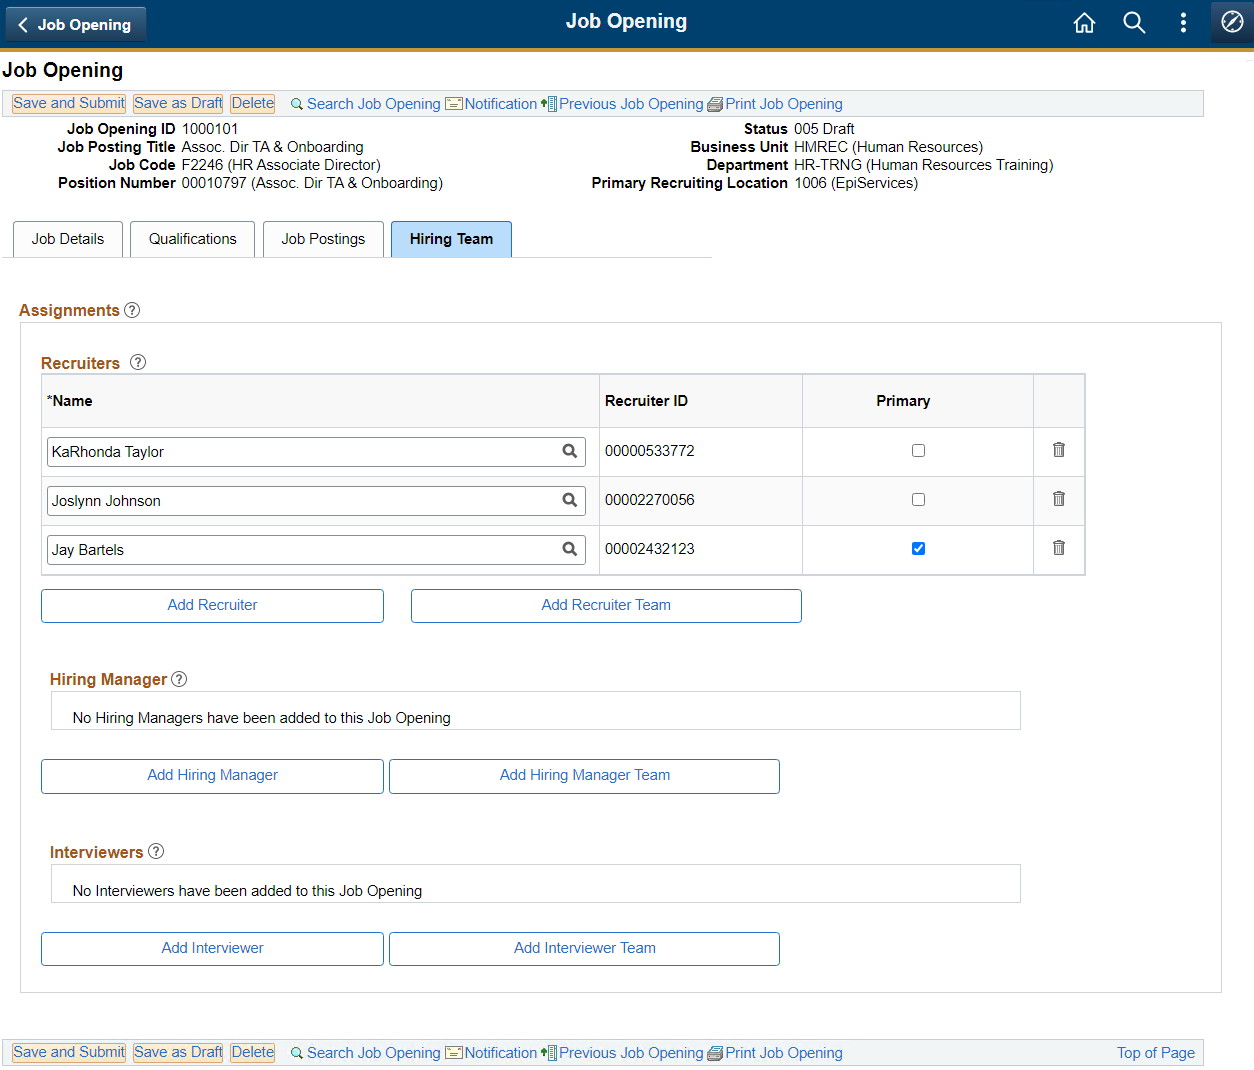 Job Opening
Job Opening
Job Opening
Save and Submit Save as Draft Delete Search Job Opening Notification Previous Job Opening Print Job Opening
Job Opening ID 1000101 Status 005 Draft
Job Posting Title Assoc. Dir TA & Onboarding Business Unit HMREC (Human Resources)
Job Code F2246 (HR Associate Director) Department HR-TRNG (Human Resources Training)
Position Number 00010797 (Assoc. Dir TA & Onboarding) Primary Recruiting Location 1006 (EpiServices)
Job Details Qualifications Job Postings Hiring Team
Assignments ?
Recruiters ?
*Name Recruiter ID Primary
KaRhonda Taylor 00000533772
Joslynn Johnson 00002270056
Jay Bartels 00002432123
Add Recruiter Add Recruiter Team
Hiring Manager ?
No Hiring Managers have been added to this Job Opening
Add Hiring Manager Add Hiring Manager Team
Interviewers ?
No Interviewers have been added to this Job Opening
Add Interviewer Add Interviewer Team
Save and Submit Save as Draft Delete Search Job Opening Notification Previous Job Opening Print Job Opening Top of Page